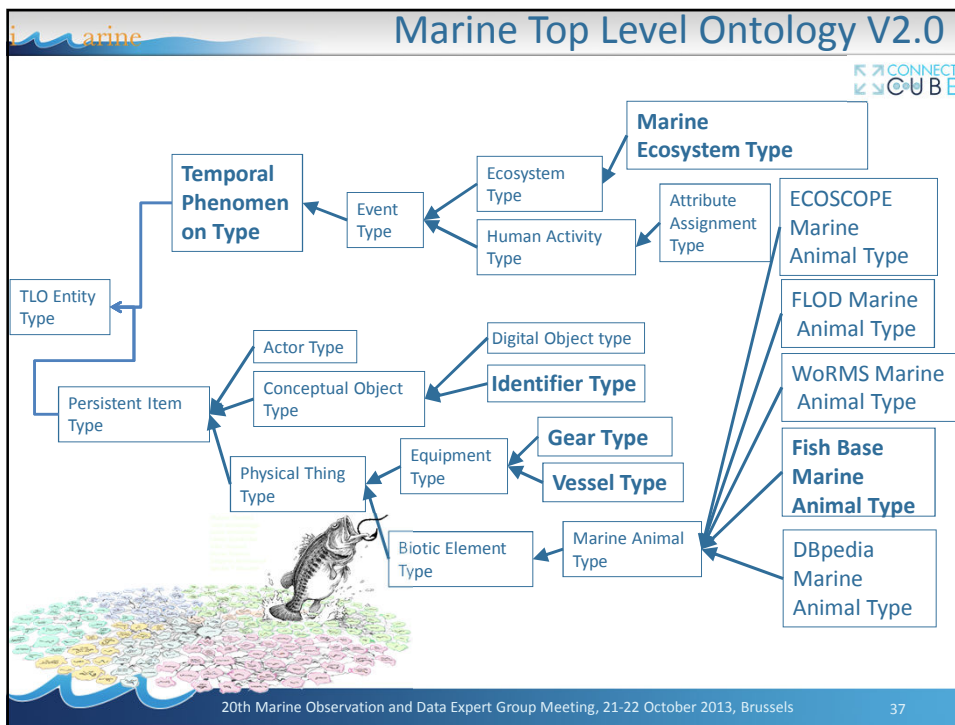 i Marine
Marine Top Level Ontology V2.0
CONNECT
CUBE
Marine
Ecosystem Type
Temporal
Phenomen
on Type
Ecosystem
Type
Event
Type
Human Activity
Type
Attribute
Assignment
Type
ECOSCOPE
Marine
Animal Type
TLO Entity
Type
FLOD Marine
Animal Type
Actor Type
Digital Object type
Conceptual Object
Type
Identifier Type
WoRMS Marine
Animal Type
Persistent Item
Type
Gear Type
Equipment
Type
Vessel Type
Fish Base
Marine
Animal Type
Physical Thing
Type
Biotic Element
Type
Marine Animal
Type
DBpedia
Marine
Animal Type
20th Marine Observation and Data Expert Group Meeting, 21-22 October 2013, Brussels
37